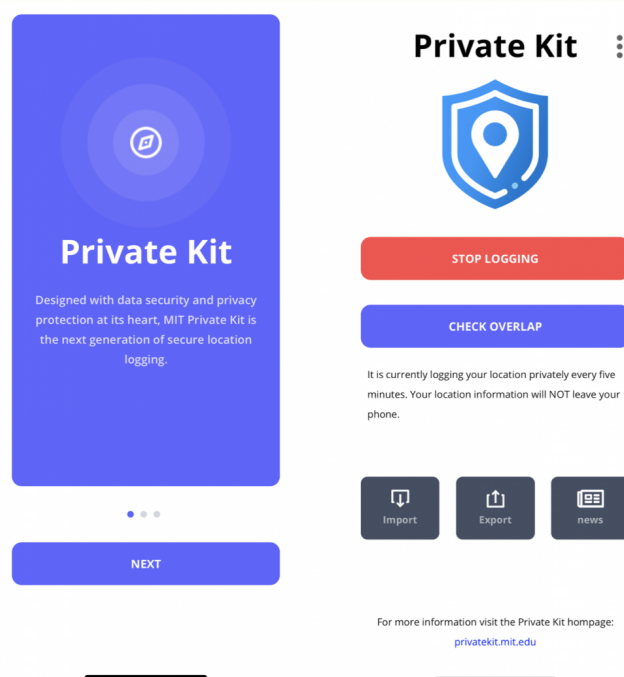 Private Kit
Designed with data security and privacy
protection at its heart, MIT Private Kit is
the next generation of secure location
logging.
NEXT
Private Kit
STOP LOGGING
CHECK OVERLAP
It is currently logging your location privately every five
minutes. Your location information will NOT leave your
phone.
Import
Export
news
For more information visit the Private Kit hompage:
privatekit.mit.edu